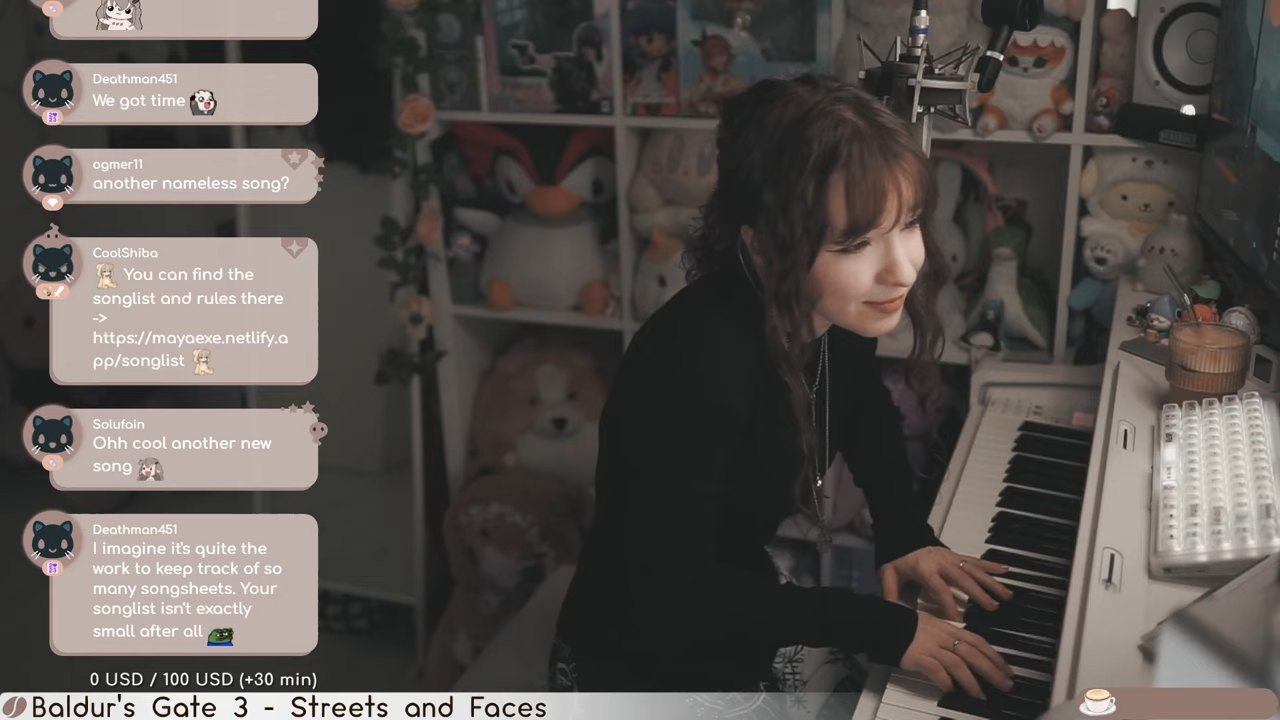 Deathman451
We got time
ogmer11
another nameless song?
CoolShiba
You can find the
songlist and rules there
->
https://mayaexe.netlify.a
pp/songlist
Solufain
Ohh cool another new
song
Deathman451
I imagine it's quite the
work to keep track of so
many songsheets. Your
songlist isn't exactly
small after all
0 USD / 100 USD (+30 min)
Baldur's Gate 3 - Streets and Faces